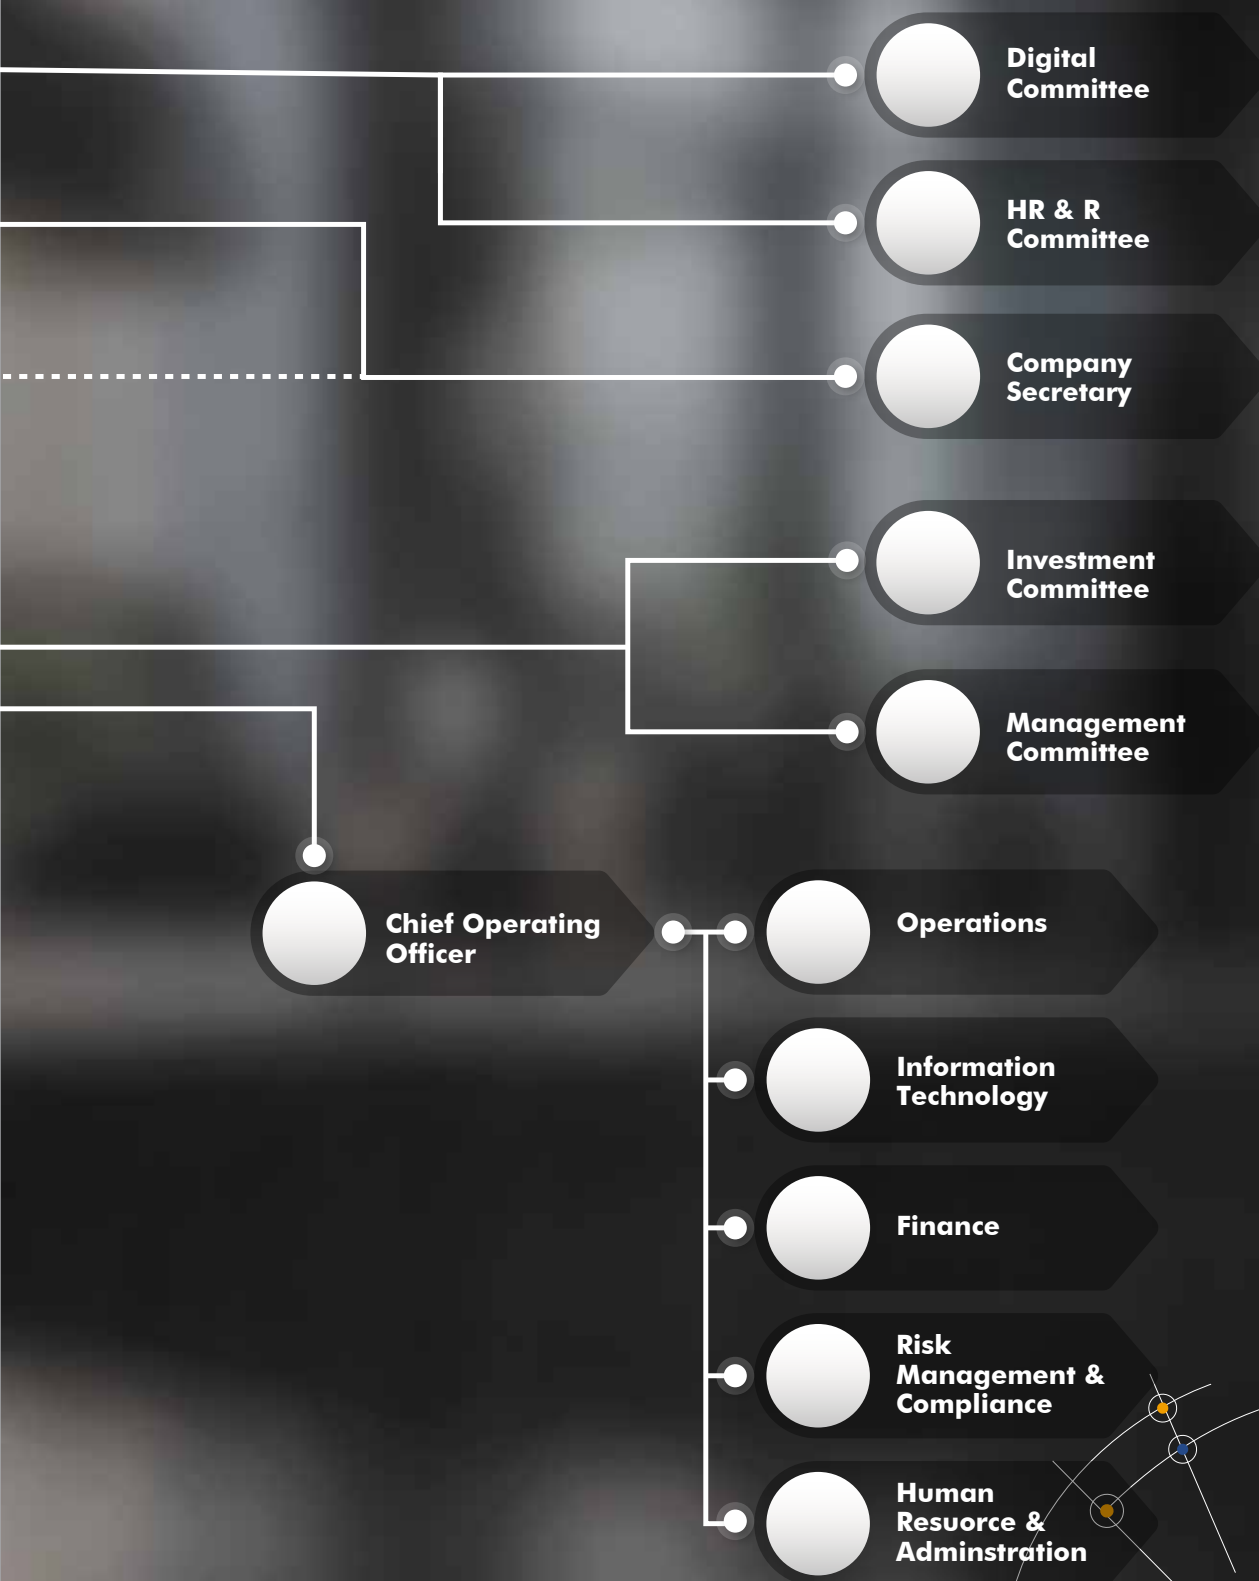 Digital
Committee
HR & R
Committee
Company
Secretary
Investment
Committee
Management
Committee
Chief Operating
Officer
Operations
Information
Technology
Finance
Risk
Management &
Compliance
Human
Resuorce &
Adminstration